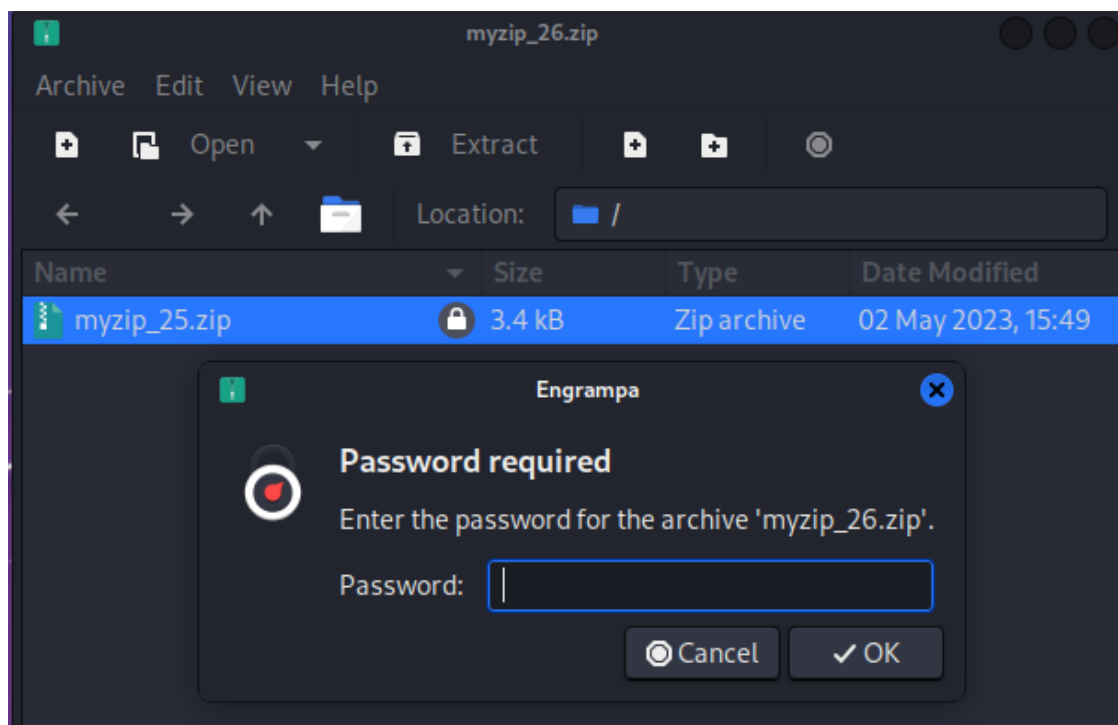 myzip_26.zip
Archive Edit View Help
Open Extract
Location: /
Name Size Type Date Modified
myzip_25.zip 3.4 kB Zip archive 02 May 2023, 15:49
Engrampa
Password required
Enter the password for the archive 'myzip_26.zip'.
Password:
Cancel OK